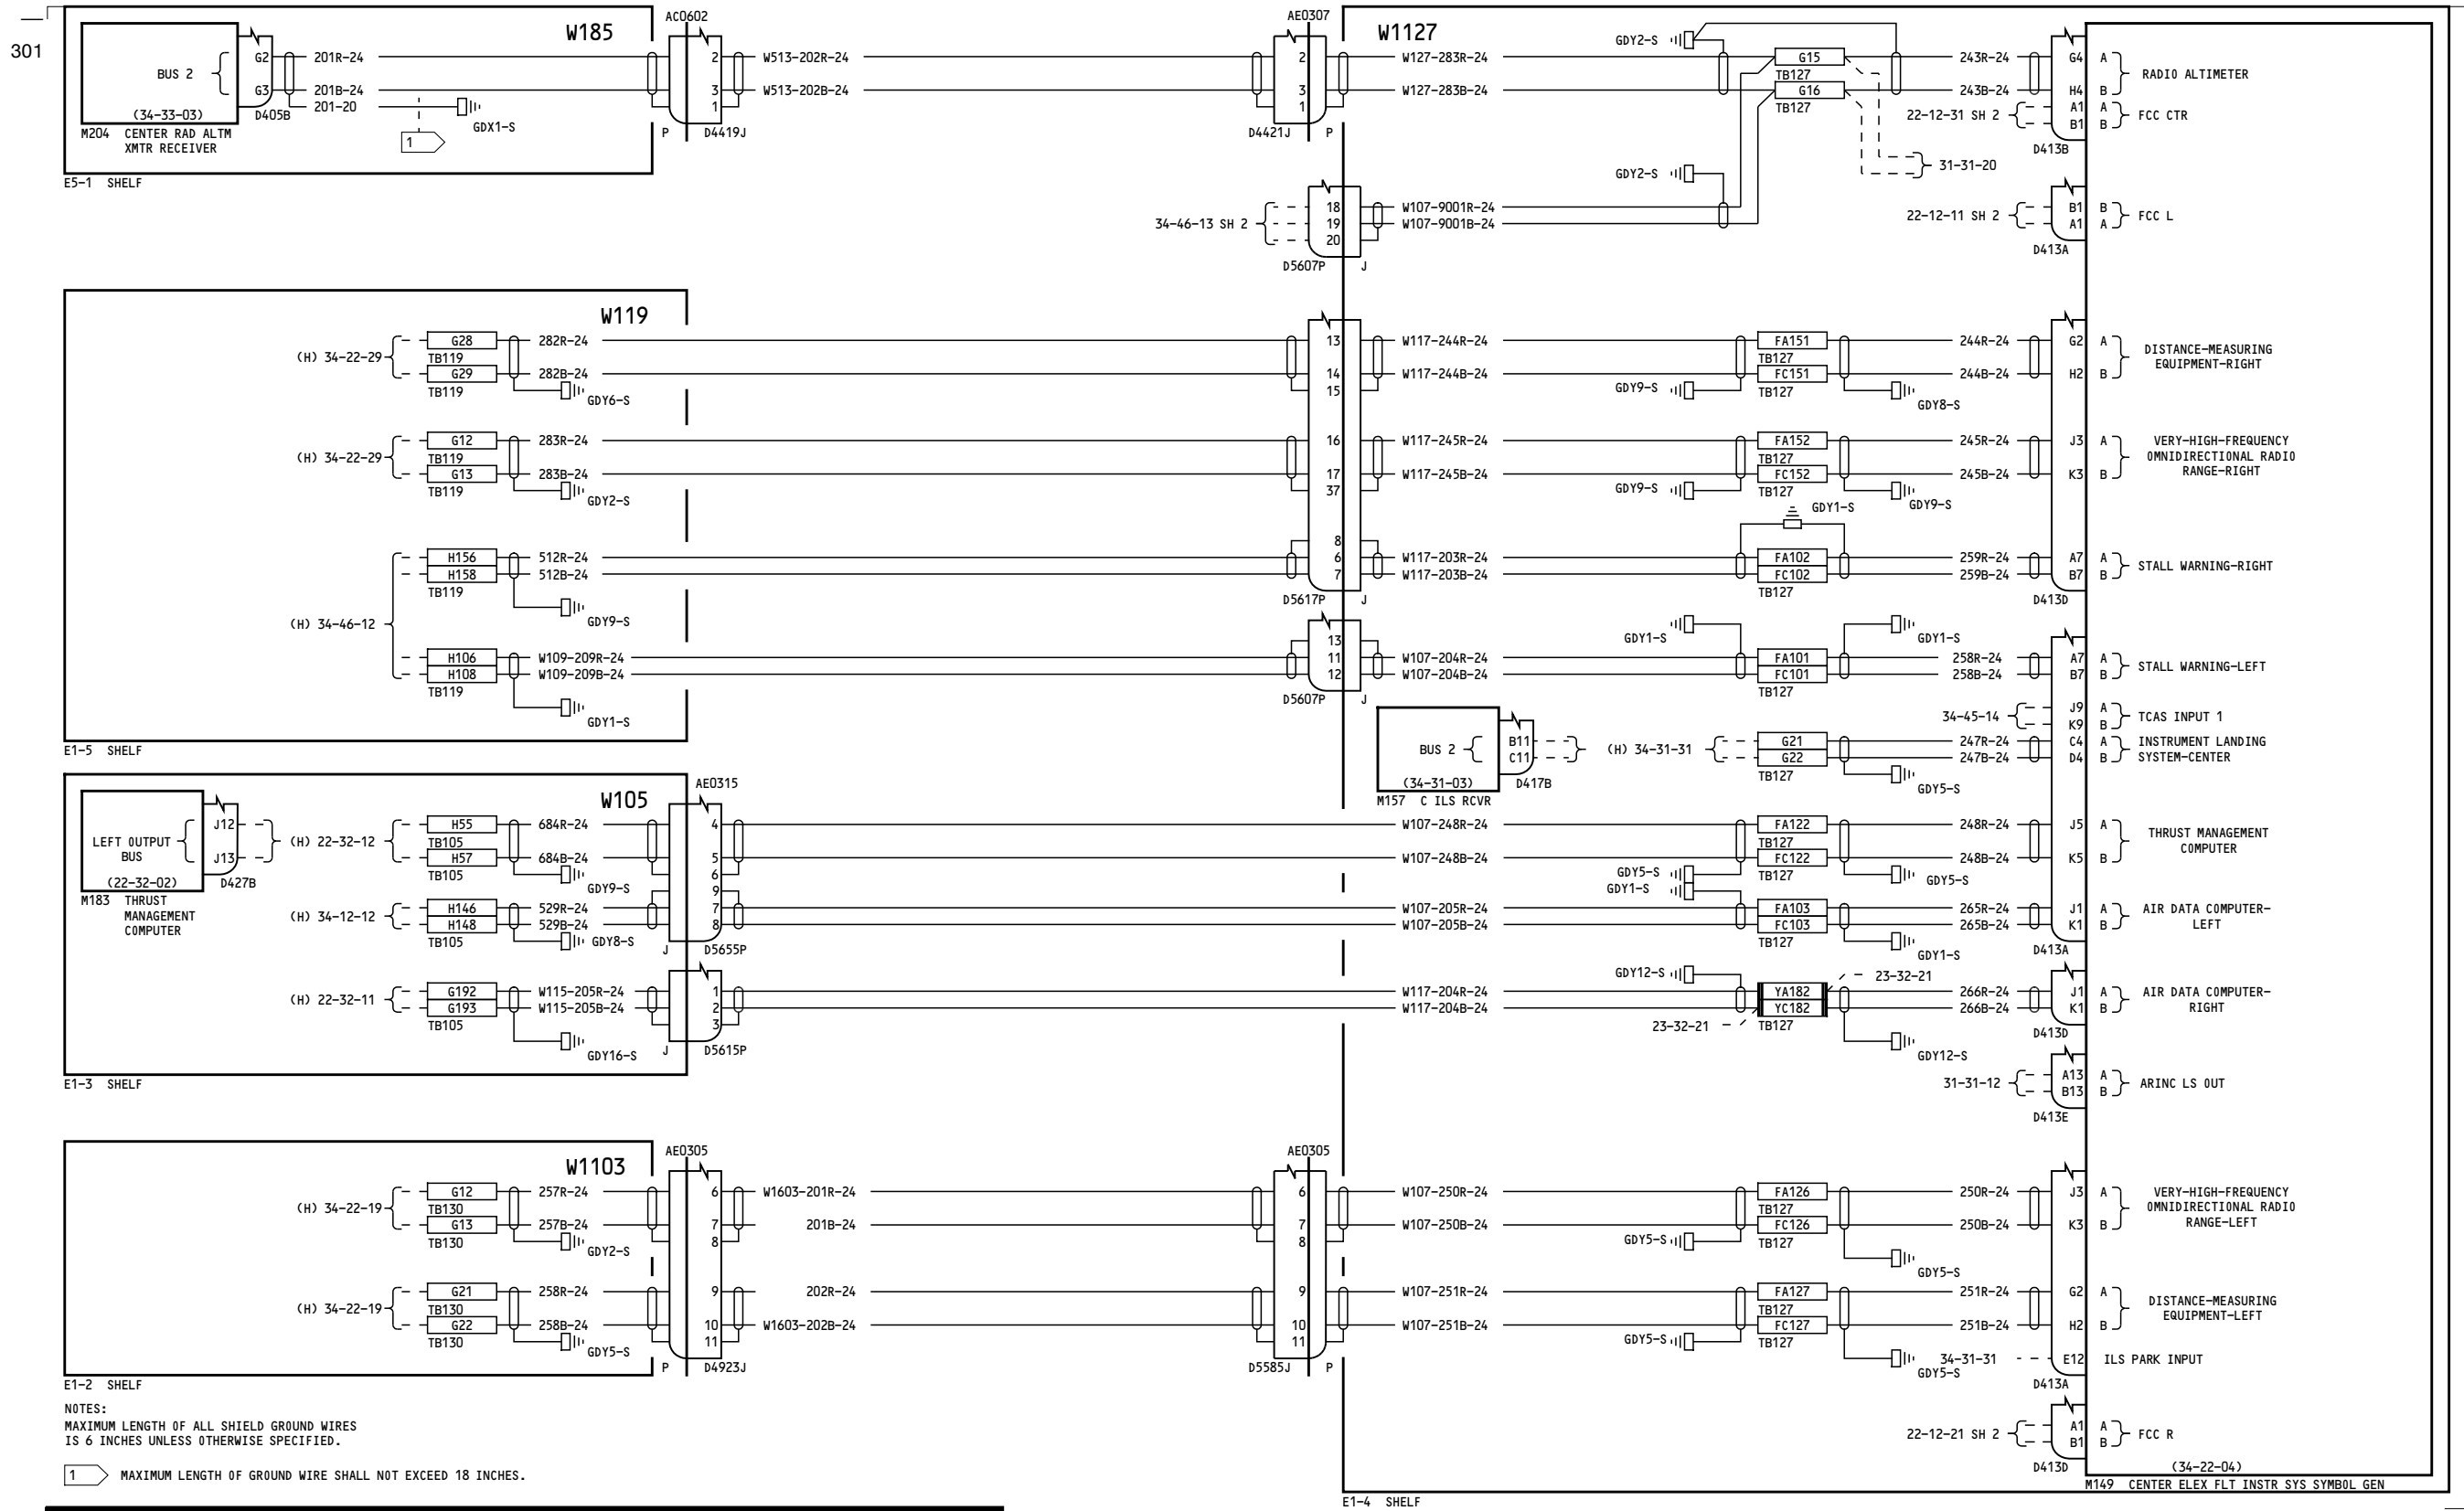 301
W185
AC0602
AE0307
W1127
BUS 2
G2
G3
201R-24
201B-24
201-20
(34-33-03)
D405B
GDX1-S
1
M204 CENTER RAD ALTM
XMTR RECEIVER
E5-1 SHELF
2
3
1
P
D4419J
W513-202R-24
W513-202B-24
2
3
1
D4421J
P
W127-283R-24
W127-283B-24
GDY2-S
G15
TB127
G16
TB127
243R-24
243B-24
G4 A
H4 B
RADIO ALTIMETER
22-12-31 SH 2
A1 A
B1 B
FCC CTR
D413B
31-31-20
GDY2-S
34-46-13 SH 2
18
19
20
W107-9001R-24
W107-9001B-24
D5607P
J
22-12-11 SH 2
B1 B
A1 A
FCC L
D413A
W119
(H) 34-22-29
G28
TB119
G29
TB119
282R-24
282B-24
GDY6-S
13
14
15
W117-244R-24
W117-244B-24
GDY9-S
FA151
TB127
FC151
TB127
244R-24
244B-24
GDY8-S
G2 A
H2 B
DISTANCE-MEASURING
EQUIPMENT-RIGHT
(H) 34-22-29
G12
TB119
G13
TB119
283R-24
283B-24
GDY2-S
16
17
37
W117-245R-24
W117-245B-24
GDY9-S
FA152
TB127
FC152
TB127
245R-24
245B-24
GDY9-S
J3 A
K3 B
VERY-HIGH-FREQUENCY
OMNIDIRECTIONAL RADIO
RANGE-RIGHT
GDY1-S
(H) 34-46-12
H156
H158
TB119
512R-24
512B-24
GDY9-S
8
6
7
D5617P
J
W117-203R-24
W117-203B-24
FA102
FC102
TB127
259R-24
259B-24
A7 A
B7 B
STALL WARNING-RIGHT
D413D
H106
H108
TB119
W109-209R-24
W109-209B-24
GDY1-S
13
11
12
D5607P
J
GDY1-S
W107-204R-24
W107-204B-24
FA101
FC101
TB127
GDY1-S
258R-24
258B-24
A7 A
B7 B
STALL WARNING-LEFT
E1-5 SHELF
34-45-14
J9 A
K9 B
TCAS INPUT 1
BUS 2
B11
C11
(34-31-03)
D417B
M157 C ILS RCVR
(H) 34-31-31
G21
G22
TB127
247R-24
247B-24
GDY5-S
C4 A
D4 B
INSTRUMENT LANDING
SYSTEM-CENTER
W105
AE0315
LEFT OUTPUT
BUS
J12
J13
(22-32-02)
D427B
M183 THRUST
MANAGEMENT
COMPUTER
(H) 22-32-12
H55
TB105
H57
TB105
684R-24
684B-24
GDY9-S
4
5
6
W107-248R-24
W107-248B-24
GDY5-S
FA122
TB127
FC122
TB127
248R-24
248B-24
GDY5-S
J5 A
K5 B
THRUST MANAGEMENT
COMPUTER
(H) 34-12-12
H146
H148
TB105
529R-24
529B-24
GDY8-S
9
7
8
J
D5655P
GDY1-S
W107-205R-24
W107-205B-24
FA103
FC103
TB127
265R-24
265B-24
GDY1-S
J1 A
K1 B
AIR DATA COMPUTER-
LEFT
D413A
(H) 22-32-11
G192
G193
TB105
W115-205R-24
W115-205B-24
GDY16-S
1
2
3
J
D5615P
GDY12-S
W117-204R-24
W117-204B-24
23-32-21
YA182
YC182
TB127
23-32-21
266R-24
266B-24
GDY12-S
J1 A
K1 B
AIR DATA COMPUTER-
RIGHT
D413D
E1-3 SHELF
31-31-12
A13 A
B13 B
ARINC LS OUT
D413E
W1103
AE0305
AE0305
(H) 34-22-19
G12
TB130
G13
TB130
257R-24
257B-24
GDY2-S
6
7
8
W1603-201R-24
201B-24
6
7
8
W107-250R-24
W107-250B-24
GDY5-S
FA126
TB127
FC126
TB127
250R-24
250B-24
GDY5-S
J3 A
K3 B
VERY-HIGH-FREQUENCY
OMNIDIRECTIONAL RADIO
RANGE-LEFT
(H) 34-22-19
G21
TB130
G22
TB130
258R-24
258B-24
GDY5-S
9
10
11
P
D4923J
202R-24
W1603-202B-24
9
10
11
D5585J
P
W107-251R-24
W107-251B-24
GDY5-S
FA127
TB127
FC127
TB127
251R-24
251B-24
GDY5-S
G2 A
H2 B
DISTANCE-MEASURING
EQUIPMENT-LEFT
34-31-31
E12 ILS PARK INPUT
D413A
E1-2 SHELF
22-12-21 SH 2
A1 A
B1 B
FCC R
D413D
(34-22-04)
M149 CENTER ELEX FLT INSTR SYS SYMBOL GEN
E1-4 SHELF
NOTES:
MAXIMUM LENGTH OF ALL SHIELD GROUND WIRES
IS 6 INCHES UNLESS OTHERWISE SPECIFIED.
1 MAXIMUM LENGTH OF GROUND WIRE SHALL NOT EXCEED 18 INCHES.